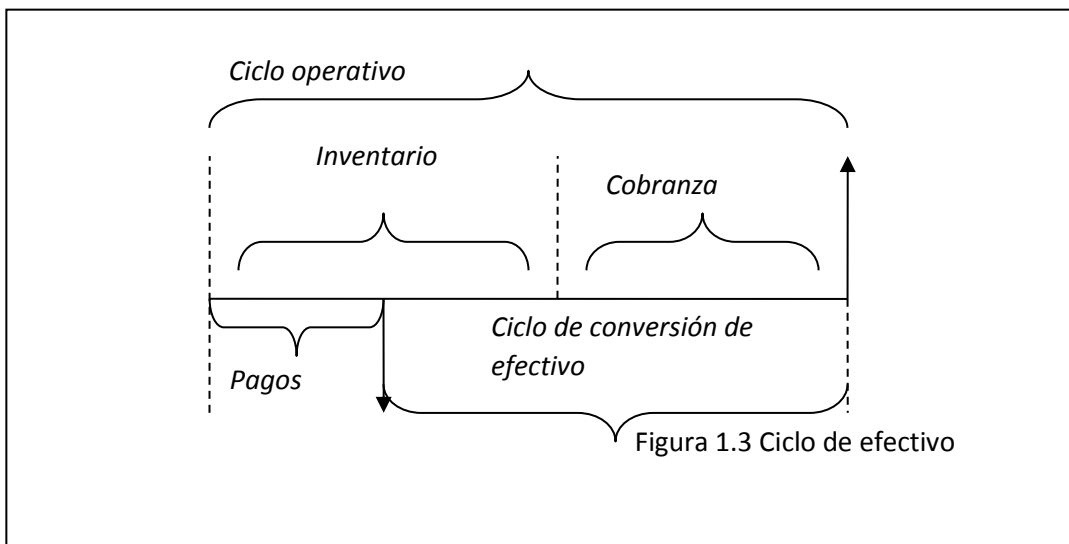 Ciclo operativo
Inventario
Cobranza
Ciclo de conversión de
efectivo
Pagos
Figura 1.3 Ciclo de efectivo